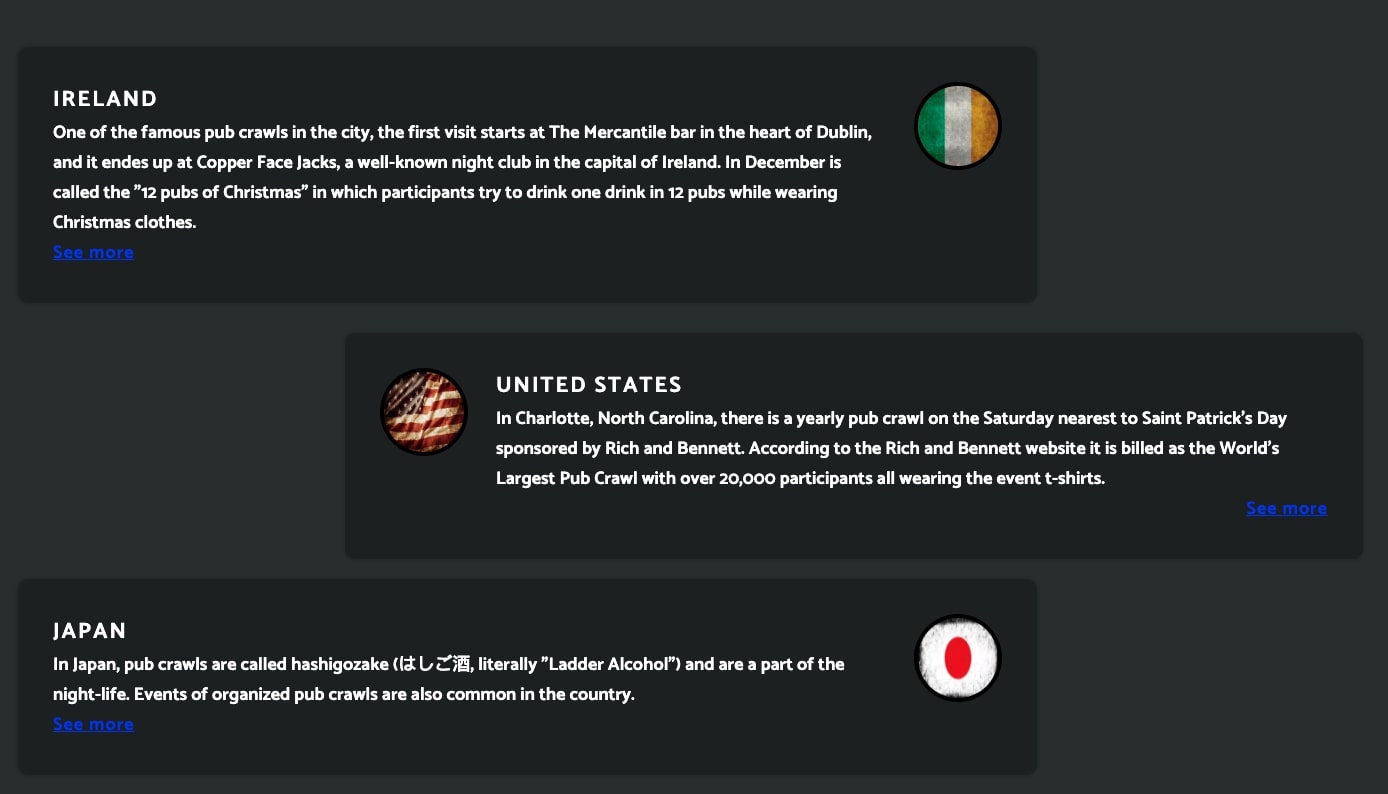 IRELAND
One of the famous pub crawls in the city, the first visit starts at The Mercantile bar in the heart of Dublin,
and it endes up at Copper Face Jacks, a well-known night club in the capital of Ireland. In December is
called the "12 pubs of Christmas" in which participants try to drink one drink in 12 pubs while wearing
Christmas clothes.
See more
UNITED STATES
In Charlotte, North Carolina, there is a yearly pub crawl on the Saturday nearest to Saint Patrick's Day
sponsored by Rich and Bennett. According to the Rich and Bennett website it is billed as the World's
Largest Pub Crawl with over 20,000 participants all wearing the event t-shirts.
See more
JAPAN
In Japan, pub crawls are called hashigozake (はしご酒, literally "Ladder Alcohol") and are a part of the
night-life. Events of organized pub crawls are also common in the country.
See more